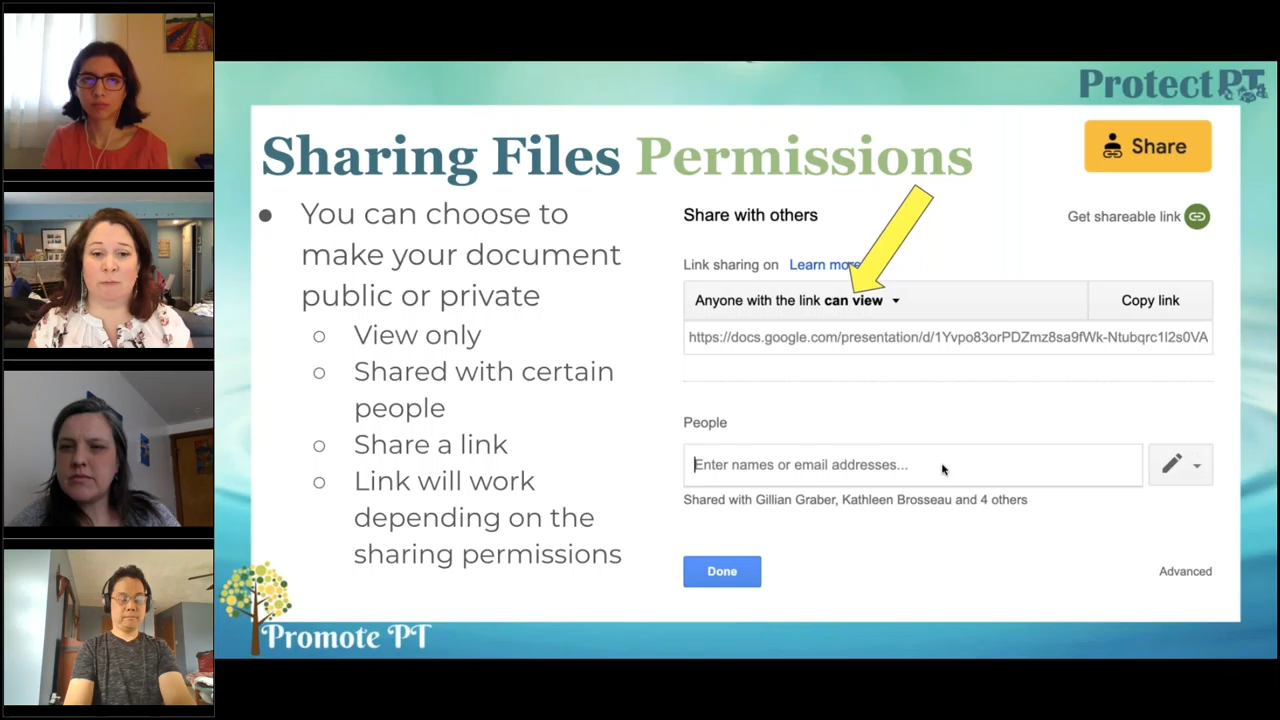 ProtectPT
Sharing Files Permissions
Share
● You can choose to
make your document
public or private
○ View only
○ Shared with certain
people
○ Share a link
○ Link will work
depending on the
sharing permissions
Share with others
Get shareable link
Link sharing on Learn more
Anyone with the link can view
Copy link
https://docs.google.com/presentation/d/1Yvpo83orPDZmz8sa9fWk-Ntubqrc1l2s0VA
People
Enter names or email addresses...
Shared with Gillian Graber, Kathleen Brosseau and 4 others
Done
Advanced
Promote PT